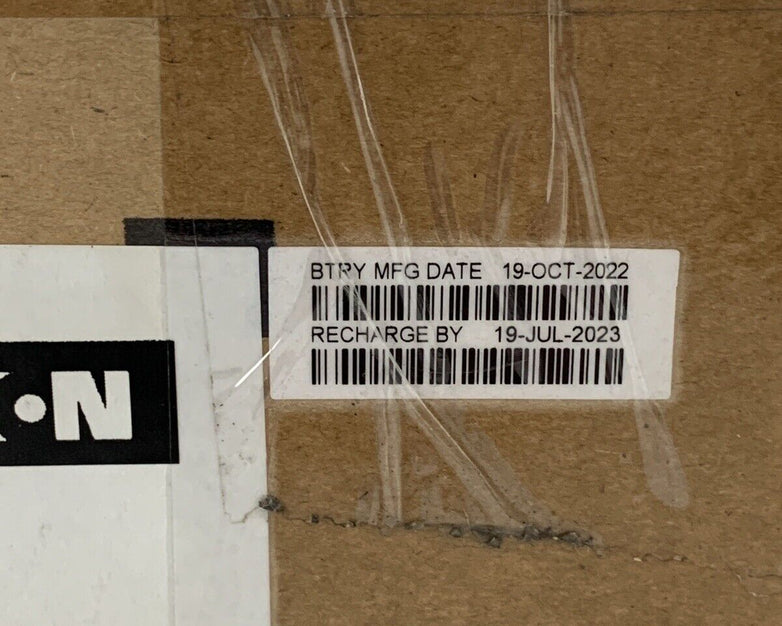 BTRY MFG DATE 19-OCT-2022
RECHARGE BY 19-JUL-2023
•N